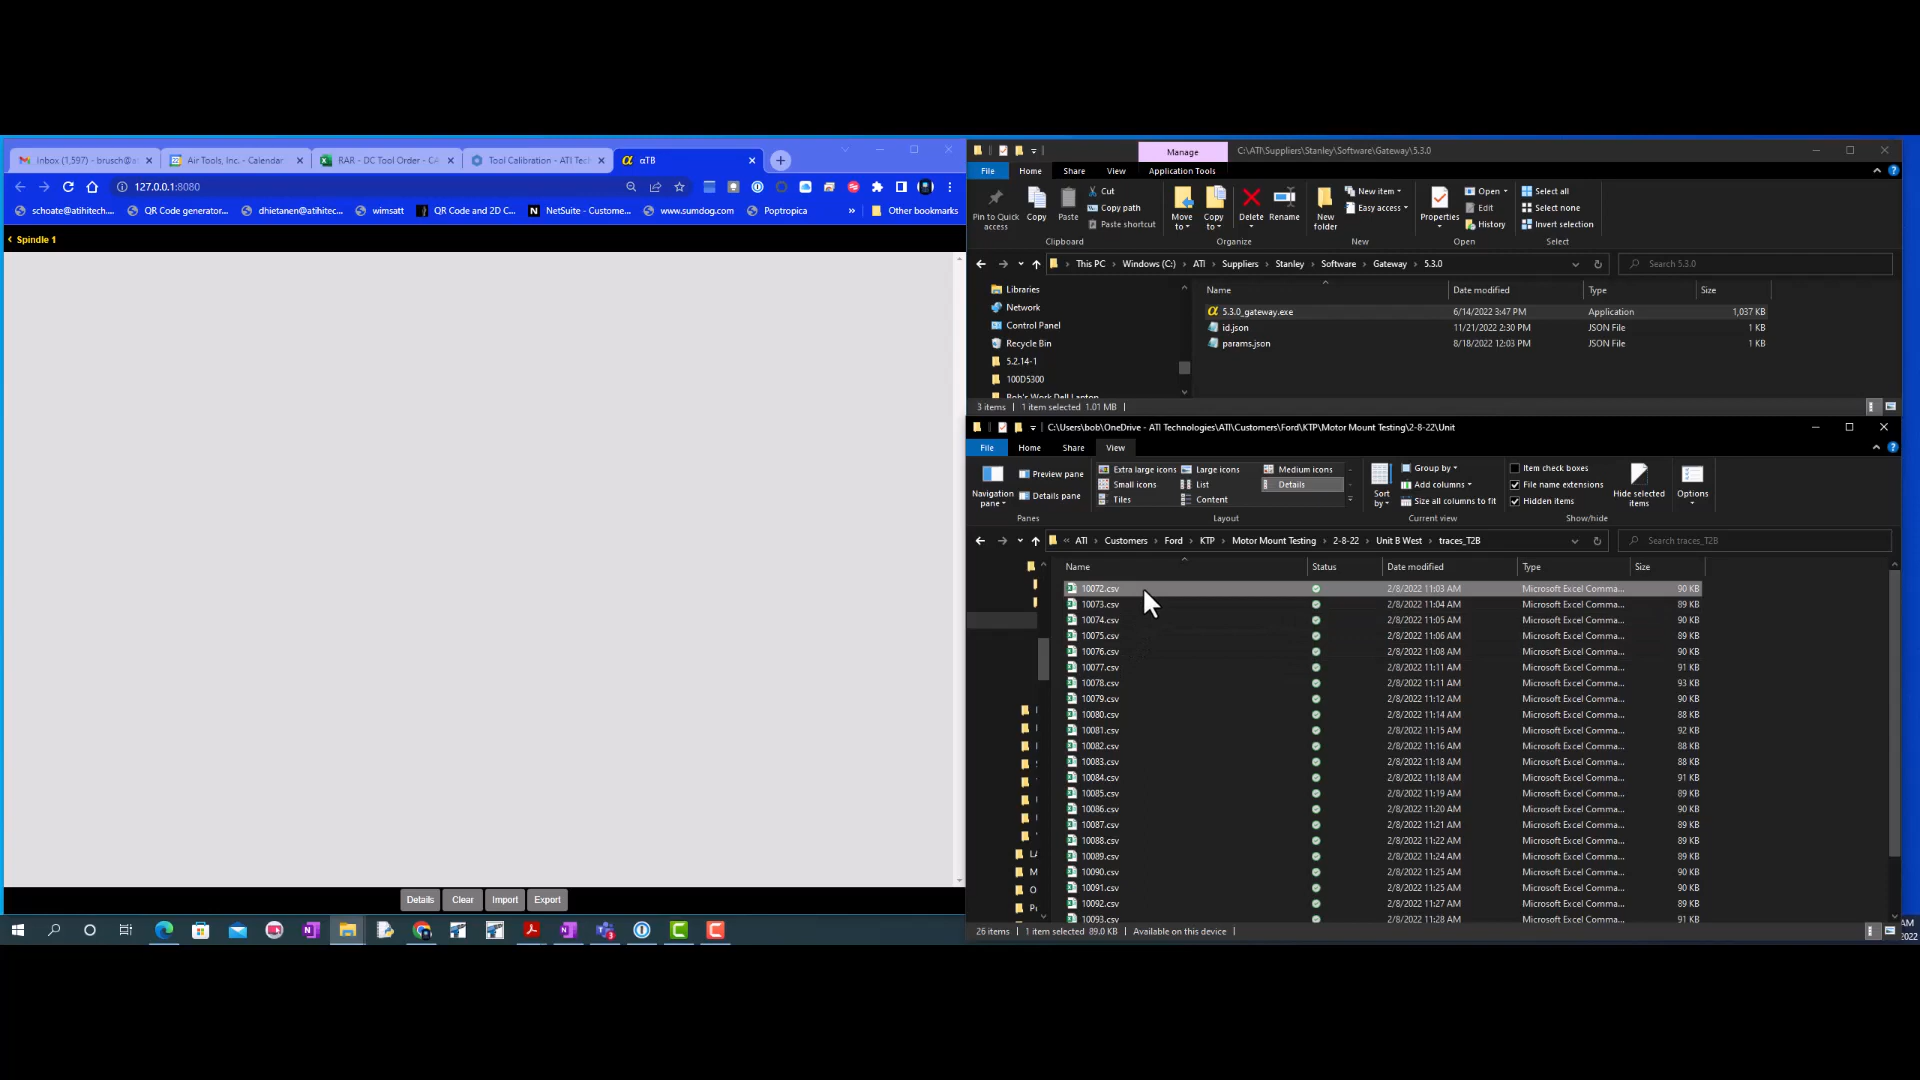 Inbox (1,597) - brusch@a
Air Tools, Inc. - Calendar
RAR - DC Tool Order - C
Tool Calibration - ATI Tech
αTB
127.0.0.1:8080
schoate@atihitech....
QR Code generator...
dhietanen@atihitec...
wimsatt
QR Code and 2D C...
NetSuite - Custome...
www.sumdog.com
Poptropica
»
Other bookmarks
Spindle 1
Details
Clear
Import
Export
Manage
C:\ATI\Suppliers\Stanley\Software\Gateway\5.3.0
File
Home
Share
View
Application Tools
Pin to Quick access
Copy
Paste
Cut
Copy path
Paste shortcut
Clipboard
Move to
Copy to
Delete
Rename
Organize
New folder
New item
Easy access
New
Properties
Open
Edit
History
Open
Select all
Select none
Invert selection
Select
This PC > Windows (C:) > ATI > Suppliers > Stanley > Software > Gateway > 5.3.0
Search 5.3.0
Libraries
Network
Control Panel
Recycle Bin
5.2.14-1
100D5300
Bob's Work Dell Laptop
Name Date modified Type Size
5.3.0_gateway.exe 6/14/2022 3:47 PM Application 1,037 KB
id.json 11/21/2022 2:30 PM JSON File 1 KB
params.json 8/18/2022 12:03 PM JSON File 1 KB
3 items 1 item selected 1.01 MB
C:\Users\bob\OneDrive - ATI Technologies\ATI\Customers\Ford\KTP\Motor Mount Testing\2-8-22\Unit
File
Home
Share
View
Navigation pane
Preview pane
Details pane
Panes
Extra large icons
Large icons
Medium icons
Small icons
List
Details
Tiles
Content
Layout
Sort by
Group by
Add columns
Size all columns to fit
Current view
Item check boxes
File name extensions
Hidden items
Hide selected items
Show/hide
Options
« ATI > Customers > Ford > KTP > Motor Mount Testing > 2-8-22 > Unit B West > traces_T2B
Search traces_T2B
Name Status Date modified Type Size
10072.csv 2/8/2022 11:03 AM Microsoft Excel Comma... 90 KB
10073.csv 2/8/2022 11:04 AM Microsoft Excel Comma... 89 KB
10074.csv 2/8/2022 11:05 AM Microsoft Excel Comma... 90 KB
10075.csv 2/8/2022 11:06 AM Microsoft Excel Comma... 89 KB
10076.csv 2/8/2022 11:08 AM Microsoft Excel Comma... 90 KB
10077.csv 2/8/2022 11:11 AM Microsoft Excel Comma... 91 KB
10078.csv 2/8/2022 11:11 AM Microsoft Excel Comma... 93 KB
10079.csv 2/8/2022 11:12 AM Microsoft Excel Comma... 90 KB
10080.csv 2/8/2022 11:14 AM Microsoft Excel Comma... 88 KB
10081.csv 2/8/2022 11:15 AM Microsoft Excel Comma... 92 KB
10082.csv 2/8/2022 11:16 AM Microsoft Excel Comma... 88 KB
10083.csv 2/8/2022 11:18 AM Microsoft Excel Comma... 88 KB
10084.csv 2/8/2022 11:18 AM Microsoft Excel Comma... 91 KB
10085.csv 2/8/2022 11:19 AM Microsoft Excel Comma... 89 KB
10086.csv 2/8/2022 11:20 AM Microsoft Excel Comma... 90 KB
10087.csv 2/8/2022 11:21 AM Microsoft Excel Comma... 89 KB
10088.csv 2/8/2022 11:22 AM Microsoft Excel Comma... 90 KB
10089.csv 2/8/2022 11:24 AM Microsoft Excel Comma... 89 KB
10090.csv 2/8/2022 11:25 AM Microsoft Excel Comma... 90 KB
10091.csv 2/8/2022 11:25 AM Microsoft Excel Comma... 90 KB
10092.csv 2/8/2022 11:27 AM Microsoft Excel Comma... 89 KB
10093.csv 2/8/2022 11:28 AM Microsoft Excel Comma... 91 KB
26 items 1 item selected 89.0 KB Available on this device
AM
2022